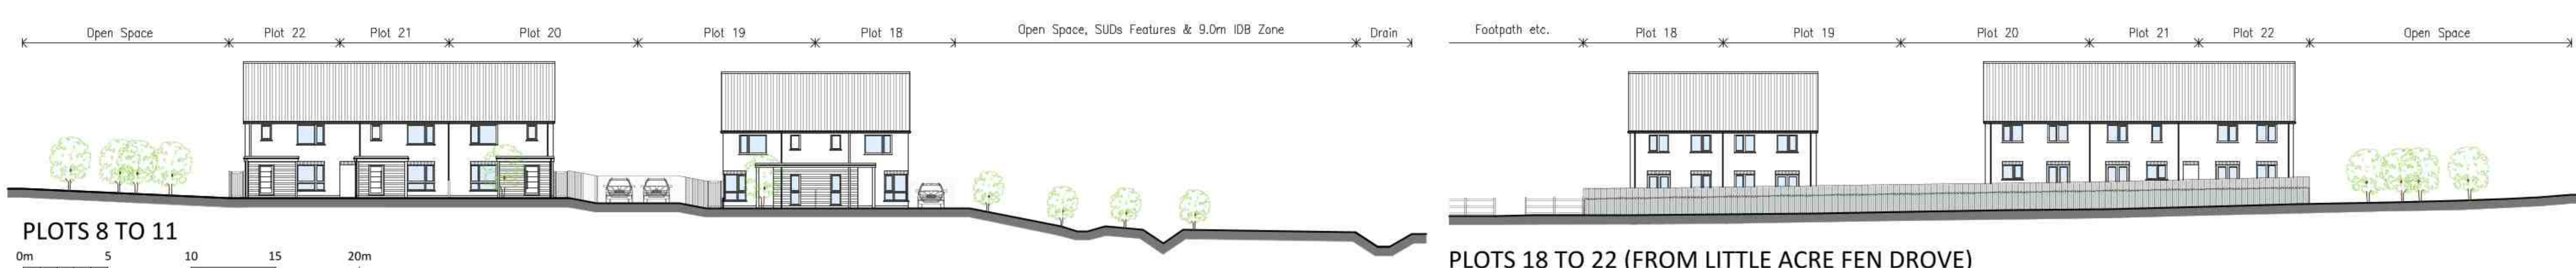 Open Space Plot 22 Plot 21 Plot 20 Plot 19 Plot 18 Open Space, SUDs Features & 9.0m IDB Zone Drain
PLOTS 8 TO 11
0m 5 10 15 20m
Footpath etc. Plot 18 Plot 19 Plot 20 Plot 21 Plot 22 Open Space
PLOTS 18 TO 22 (FROM LITTLE ACRE FEN DROVE)